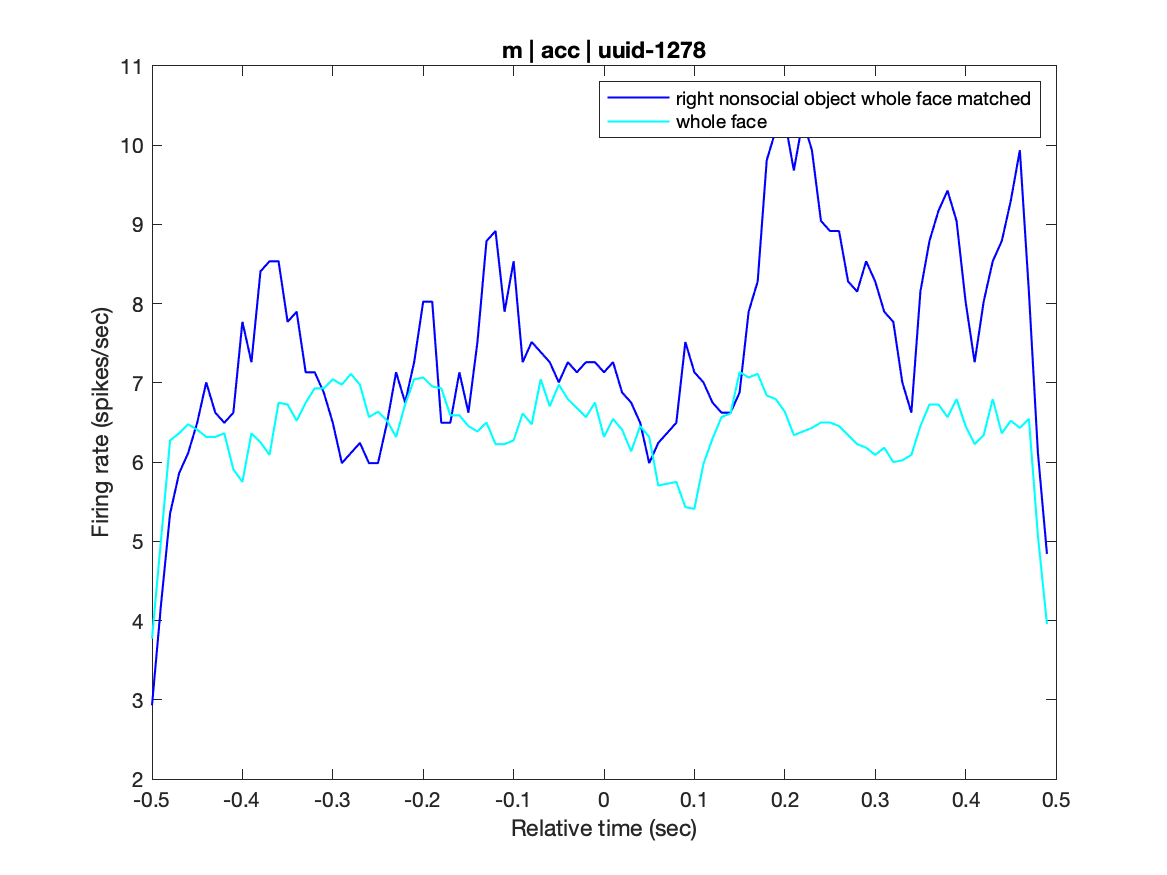 m | acc | uuid-1278
right nonsocial object whole face matched
whole face
11
10
9
8
7
6
5
4
3
2
Firing rate (spikes/sec)
-0.5 -0.4 -0.3 -0.2 -0.1 0 0.1 0.2 0.3 0.4 0.5
Relative time (sec)